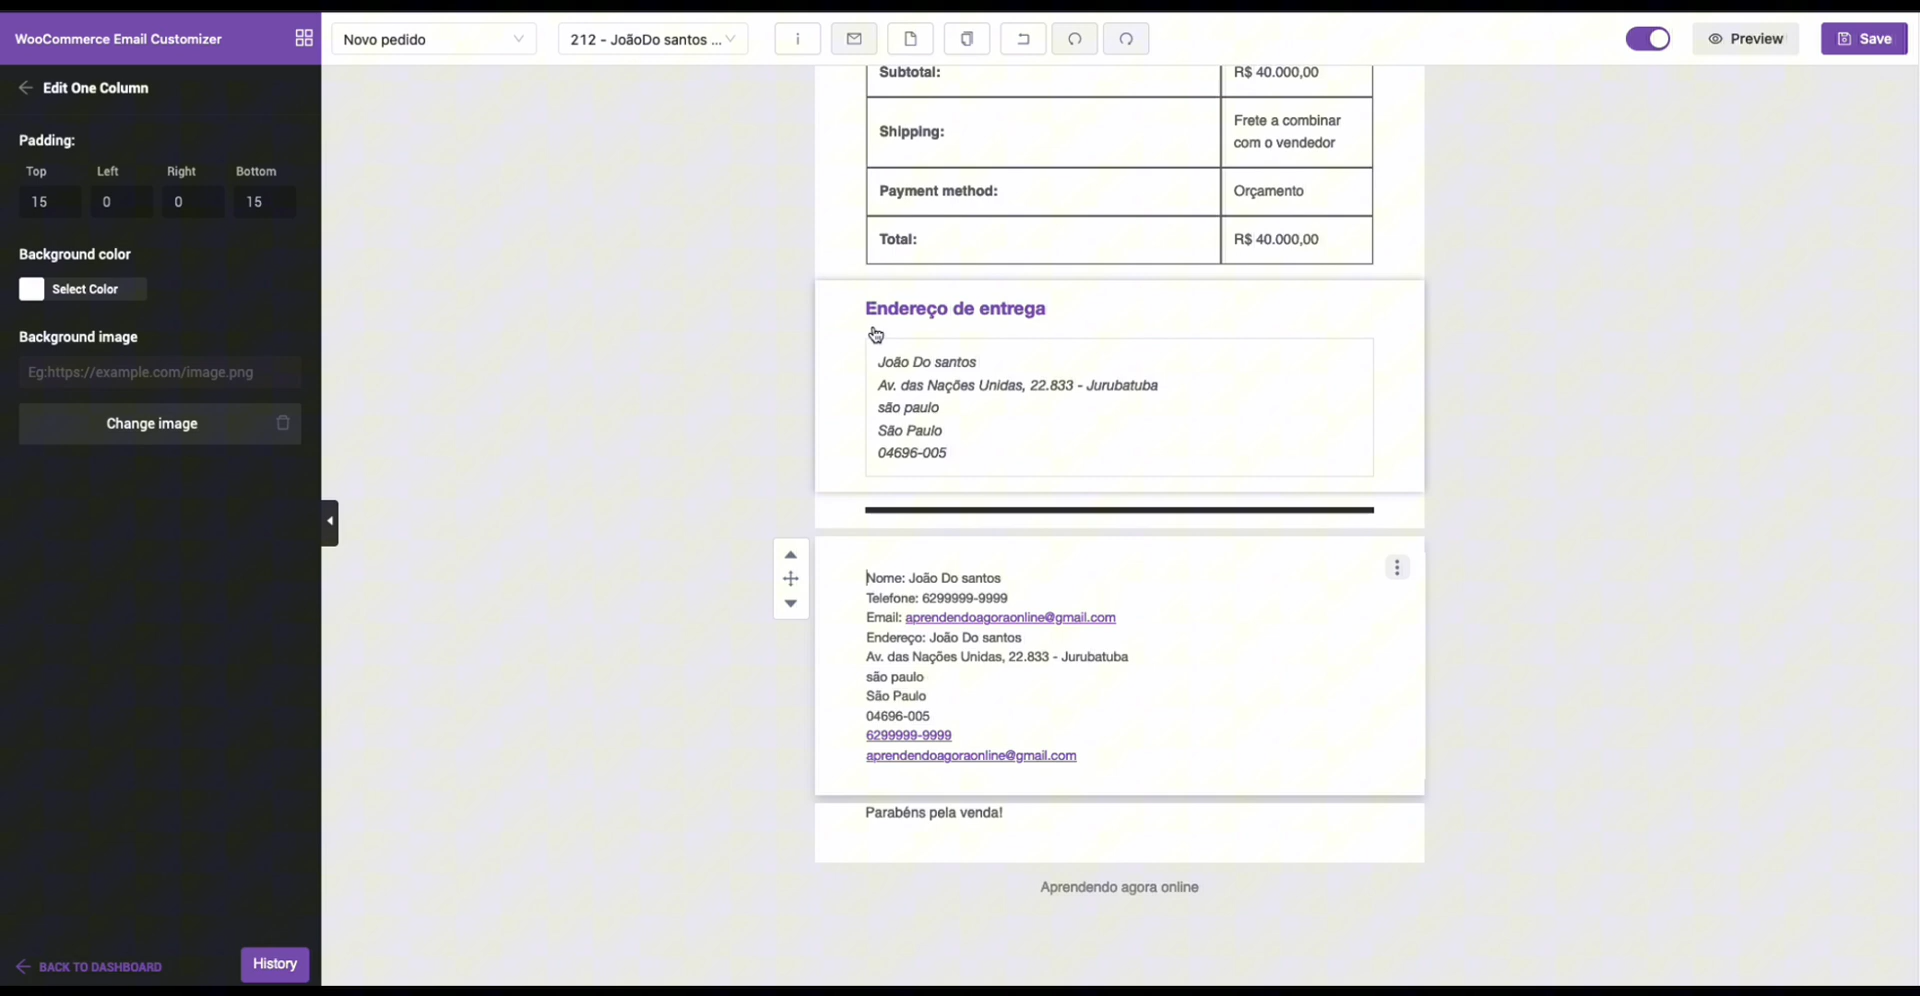 WooCommerce Email Customizer
Novo pedido
212 - JoãoDo santos ...
Preview
Save
Edit One Column
Padding:
Top Left Right Bottom
15 0 0 15
Background color
Select Color
Background image
Eg:https://example.com/image.png
Change image
BACK TO DASHBOARD
History
Subtotal: R$ 40.000,00
Shipping: Frete a combinar
com o vendedor
Payment method: Orçamento
Total: R$ 40.000,00
Endereço de entrega
João Do santos
Av. das Nações Unidas, 22.833 - Jurubatuba
são paulo
São Paulo
04696-005
Nome: João Do santos
Telefone: 6299999-9999
Email: aprendendoagoraonline@gmail.com
Endereço: João Do santos
Av. das Nações Unidas, 22.833 - Jurubatuba
são paulo
São Paulo
04696-005
6299999-9999
aprendendoagoraonline@gmail.com
Parabéns pela venda!
Aprendendo agora online